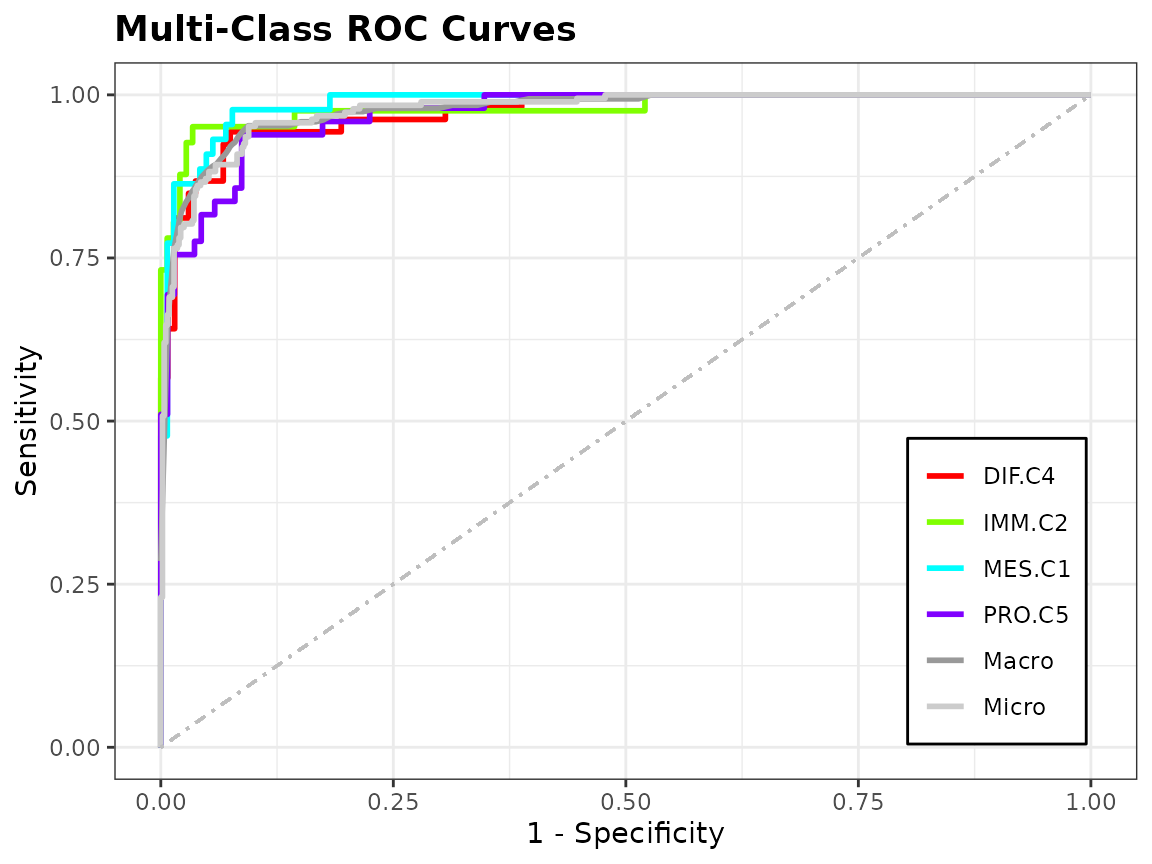 Multi-Class ROC Curves
Sensitivity
1.00
0.75
0.50
0.25
0.00
DIF.C4
IMM.C2
MES.C1
PRO.C5
Macro
Micro
0.00 0.25 0.50 0.75 1.00
1 - Specificity